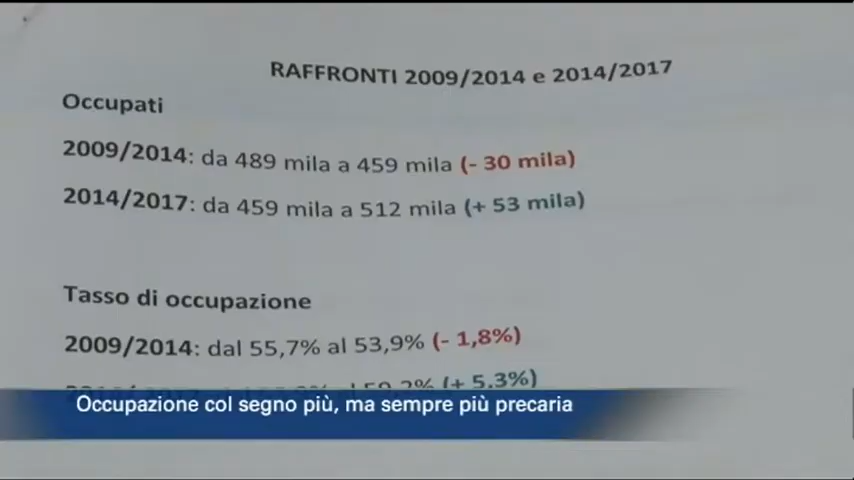 RAFFRONTI 2009/2014 e 2014/2017
Occupati
2009/2014: da 489 mila a 459 mila (- 30 mila)
2014/2017: da 459 mila a 512 mila (+ 53 mila)
Tasso di occupazione
2009/2014: dal 55,7% al 53,9% (- 1,8%)
(+ 5,3%)
Occupazione col segno più, ma sempre più precaria